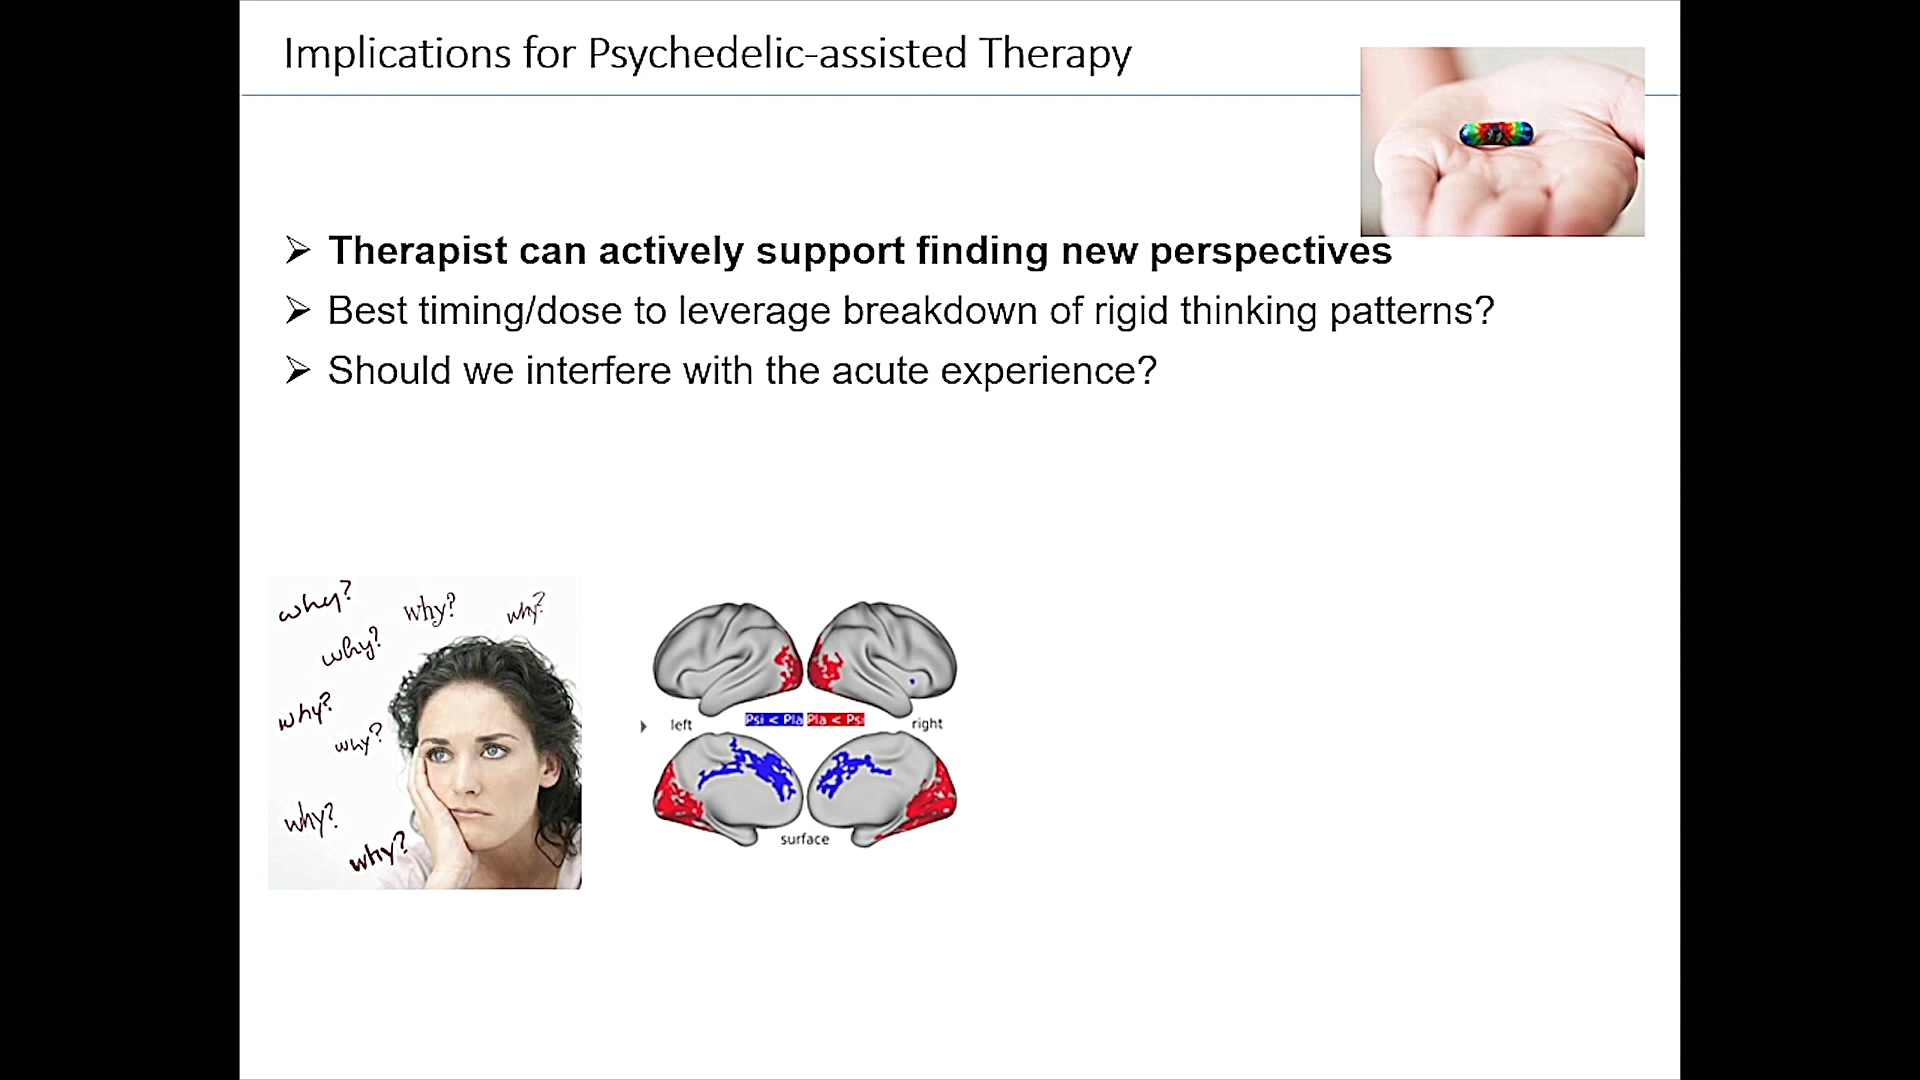 Implications for Psychedelic-assisted Therapy
➢ Therapist can actively support finding new perspectives
➢ Best timing/dose to leverage breakdown of rigid thinking patterns?
➢ Should we interfere with the acute experience?
why?
why?
why?
why?
why?
why?
why?
why?
left
Psi < Pla
Pla < Psi
right
surface